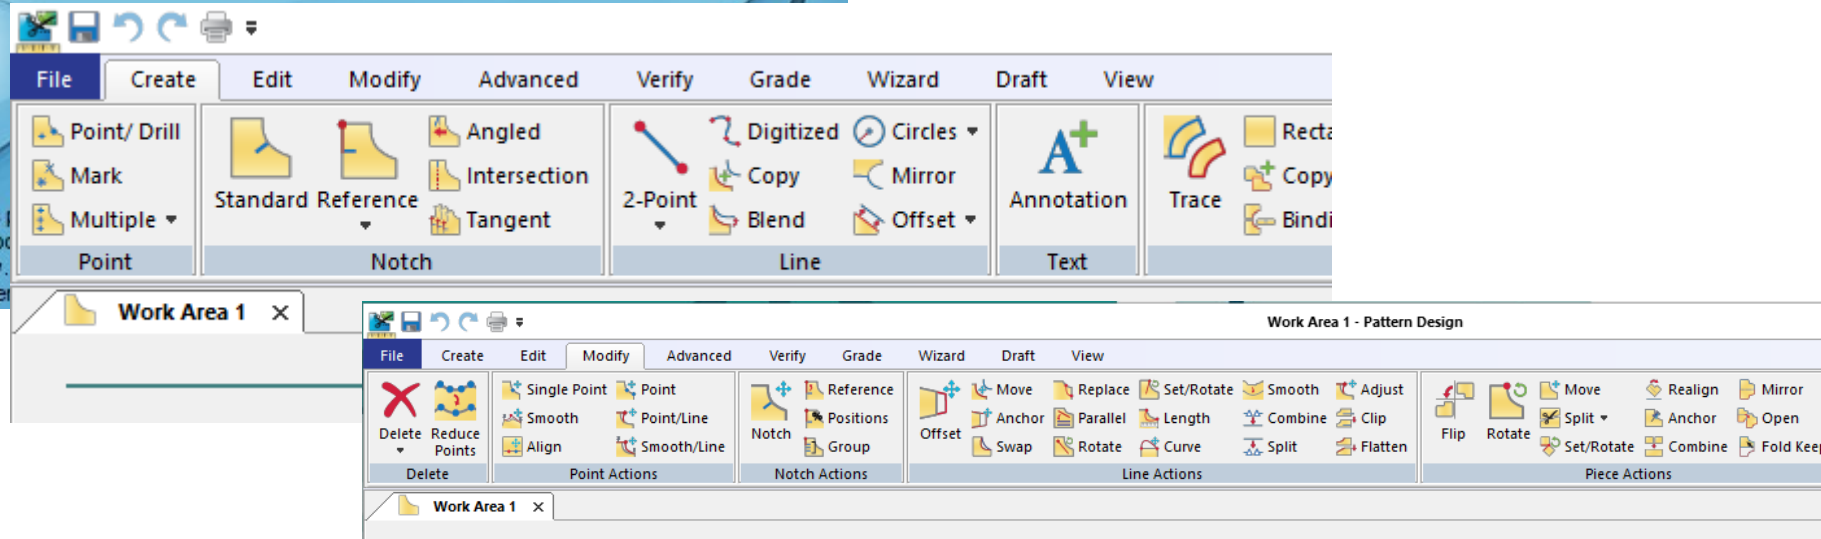 File Create Edit Modify Advanced Verify Grade Wizard Draft View
Point/ Drill Angled Digitized Circles
Mark Intersection Copy Mirror
Standard Reference 2-Point Annotation Trace
Multiple Tangent Blend Offset
Point Notch Line Text
Work Area 1
Work Area 1 - Pattern Design
File Create Edit Modify Advanced Verify Grade Wizard Draft View
Single Point Point Reference Move Replace Set/Rotate Smooth Adjust Move Realign Mirror
Smooth Point/Line Positions Anchor Parallel Length Combine Clip Split Anchor Open
Delete Reduce Points Notch Offset Flip Rotate
Align Smooth/Line Group Swap Rotate Curve Split Flatten Set/Rotate Combine Fold
Delete Point Actions Notch Actions Line Actions Piece Actions
Work Area 1